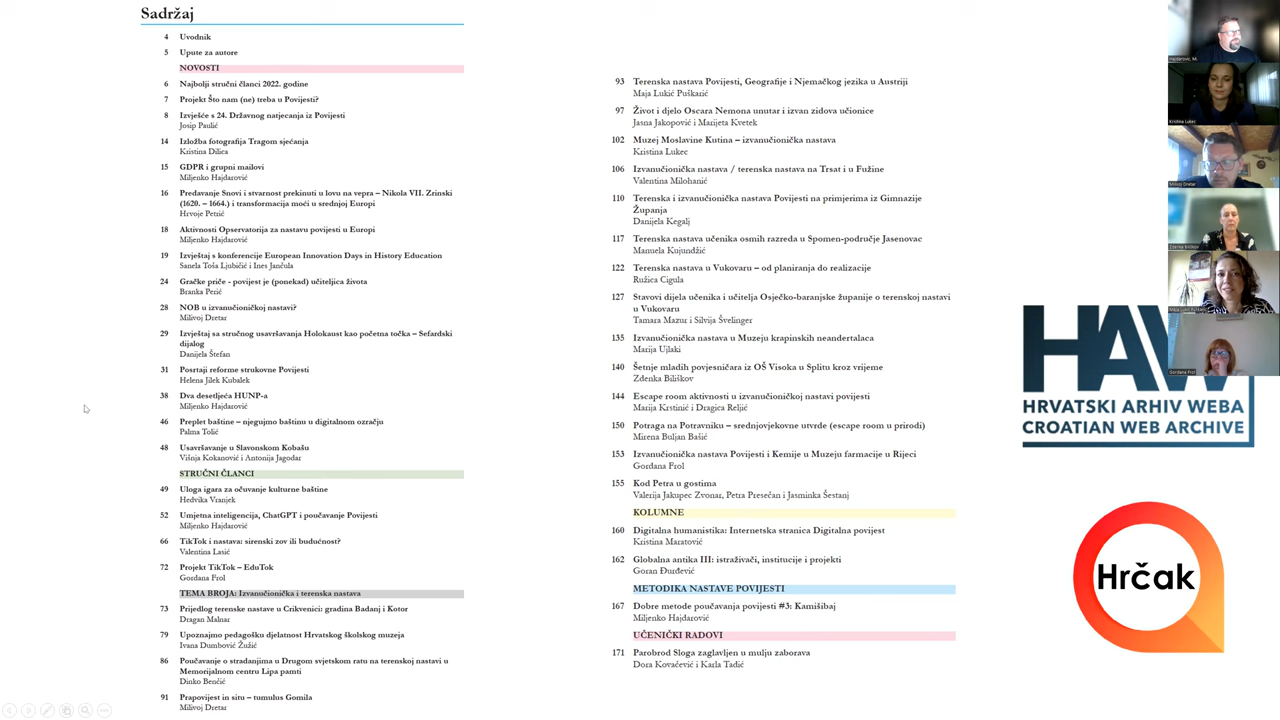 Sadržaj
4 Uvodnik
5 Upute za autore
NOVOSTI
6 Najbolji stručni članci 2022. godine
7 Projekt Što nam (ne) treba u Povijesti?
8 Izvješće s 24. Državnog natjecanja iz Povijesti
Josip Paulić
14 Izložba fotografija Tragom sjećanja
Kristina Dilica
15 GDPR i grupni mailovi
Miljenko Hajdarović
16 Predavanje Snovi i stvarnost prekinuti u lovu na vepra – Nikola VII. Zrinski
(1620. – 1664.) i transformacija moći u srednjoj Europi
Hrvoje Petrić
18 Aktivnosti Opservatorija za nastavu povijesti u Europi
Miljenko Hajdarović
19 Izvještaj s konferencije European Innovation Days in History Education
Sanela Toša Ljubičić i Ines Jančula
24 Gračke priče - povijest je (ponekad) učiteljica života
Branka Perić
28 NOB u izvanučioničkoj nastavi?
Milivoj Dretar
29 Izvještaj sa stručnog usavršavanja Holokaust kao početna točka – Sefardski
dijalog
Danijela Štefan
31 Posrtaji reforme strukovne Povijesti
Helena Jilek Kubalek
38 Dva desetljeća HUNP-a
Miljenko Hajdarović
46 Preplet baštine – njegujmo baštinu u digitalnom ozračju
Palma Tolić
48 Usavršavanje u Slavonskom Kobašu
Višnja Kokanović i Antonija Jagodar
STRUČNI ČLANCI
49 Uloga igara za očuvanje kulturne baštine
Hedvika Vranjek
52 Umjetna inteligencija, ChatGPT i poučavanje Povijesti
Miljenko Hajdarović
66 TikTok i nastava: sirenski zov ili budućnost?
Valentina Lasić
72 Projekt TikTok – EduTok
Gordana Frol
TEMA BROJA: Izvanučionička i terenska nastava
73 Prijedlog terenske nastave u Crikvenici: gradina Badanj i Kotor
Dragan Malnar
79 Upoznajmo pedagošku djelatnost Hrvatskog školskog muzeja
Ivana Dumbović Žužić
86 Poučavanje o stradanjima u Drugom svjetskom ratu na terenskoj nastavi u
Memorijalnom centru Lipa pamti
Dinko Benčić
91 Prapovijest in situ – tumulus Gomila
Milivoj Dretar
93 Terenska nastava Povijesti, Geografije i Njemačkog jezika u Austriji
Maja Lukić Puškarić
97 Život i djelo Oscara Nemona unutar i izvan zidova učionice
Jasna Jakopović i Marijeta Kvetek
102 Muzej Moslavine Kutina – izvanučionička nastava
Kristina Lukec
106 Izvanučionička nastava / terenska nastava na Trsat i u Fužine
Valentina Milohanić
110 Terenska i izvanučionička nastava Povijesti na primjerima iz Gimnazije
Županja
Danijela Kegalj
117 Terenska nastava učenika osmih razreda u Spomen-područje Jasenovac
Manuela Kujundžić
122 Terenska nastava u Vukovaru – od planiranja do realizacije
Ružica Cigula
127 Stavovi dijela učenika i učitelja Osječko-baranjske županije o terenskoj nastavi
u Vukovaru
Tamara Mazur i Silvija Švelinger
135 Izvanučionička nastava u Muzeju krapinskih neandertalaca
Marija Ujlaki
140 Šetnje mladih povjesničara iz OŠ Visoka u Splitu kroz vrijeme
Zdenka Biliškov
144 Escape room aktivnosti u izvanučioničkoj nastavi povijesti
Marija Krstinić i Dragica Reljić
150 Potraga na Potravniku – srednjovjekovne utvrde (escape room u prirodi)
Mirena Buljan Bašić
153 Izvanučionička nastava Povijesti i Kemije u Muzeju farmacije u Rijeci
Gordana Frol
155 Kod Petra u gostima
Valerija Jakupec Zvonar, Petra Presečan i Jasminka Šestanj
KOLUMNE
160 Digitalna humanistika: Internetska stranica Digitalna povijest
Kristina Maratović
162 Globalna antika III: istraživači, institucije i projekti
Goran Đurđević
METODIKA NASTAVE POVIJESTI
167 Dobre metode poučavanja povijesti #3: Kamišibaj
Miljenko Hajdarović
UČENIČKI RADOVI
171 Parobrod Sloga zaglavljen u mulju zaborava
Dora Kovačević i Karla Tadić
Hajdarovic, M.
Kristina Lukec
Milivoj Dretar
Zdenka Biliškov
Maja Lukić Puškarić
Gordana Frol
HAW
HRVATSKI ARHIV WEBA
CROATIAN WEB ARCHIVE
Hrčak